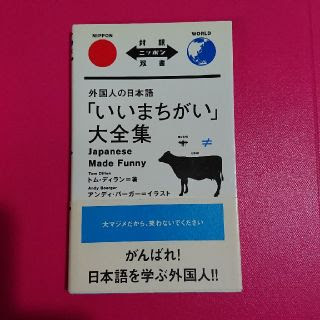 NIPPON
WORLD
対訳
ニッポン
双書
外国人の日本語
「いいまちがい」
大全集
Japanese
Made Funny
≠
Tom Dillon
トム・ディラン=著
Andy Boerger
アンディ・バーガー=イラスト
大マジメだから、笑わないでください
がんばれ!
日本語を学ぶ外国人!!